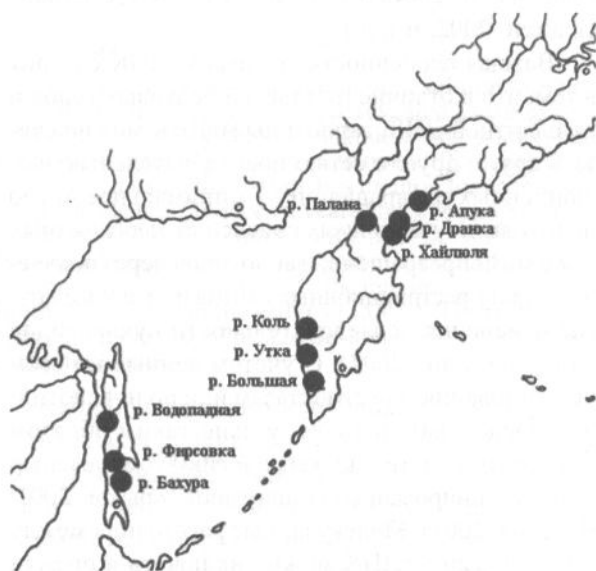 р. Палана
р. Апука
р. Дранка
р. Хайлюля
р. Коль
р. Утка
р. Большая
р. Водопадная
р. Фирсовка
р. Бахура